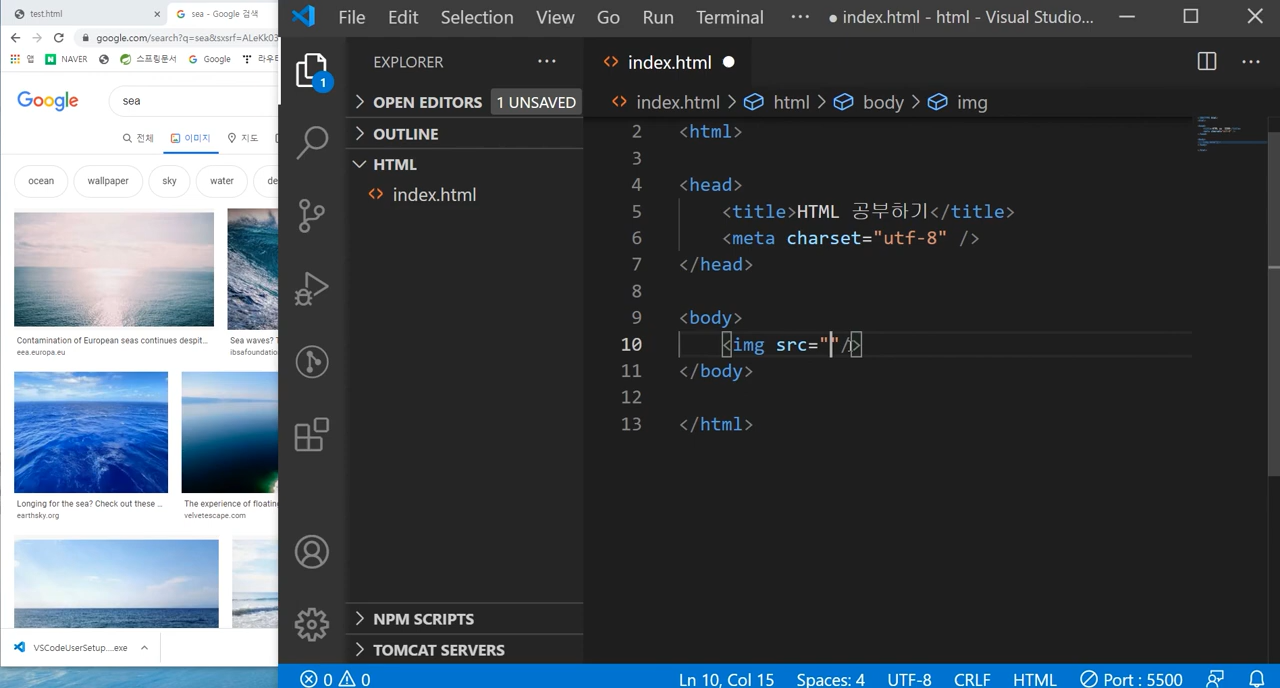 test.html
sea - Google 검색
google.com/search?q=sea&sxsrf=ALeKk03
앱
NAVER
스프링문서
Google
Google
sea
전체
이미지
지도
ocean
wallpaper
sky
water
de
Contamination of European seas continues despit...
eea.europa.eu
Sea waves? T
ibsafoundation
Longing for the sea? Check out these ...
earthsky.org
The experience of floating
velvetescape.com
VSCodeUserSetup....exe
File Edit Selection View Go Run Terminal ··· ● index.html - html - Visual Studio...
EXPLORER ···
1
OPEN EDITORS 1 UNSAVED
OUTLINE
HTML
index.html
NPM SCRIPTS
TOMCAT SERVERS
index.html ●
index.html > html > body > img
2 <html>
3
4 <head>
5 <title>HTML 공부하기</title>
6 <meta charset="utf-8" />
7 </head>
8
9 <body>
10 <img src=""/>
11 </body>
12
13 </html>
0 0 Ln 10, Col 15 Spaces: 4 UTF-8 CRLF HTML Port : 5500